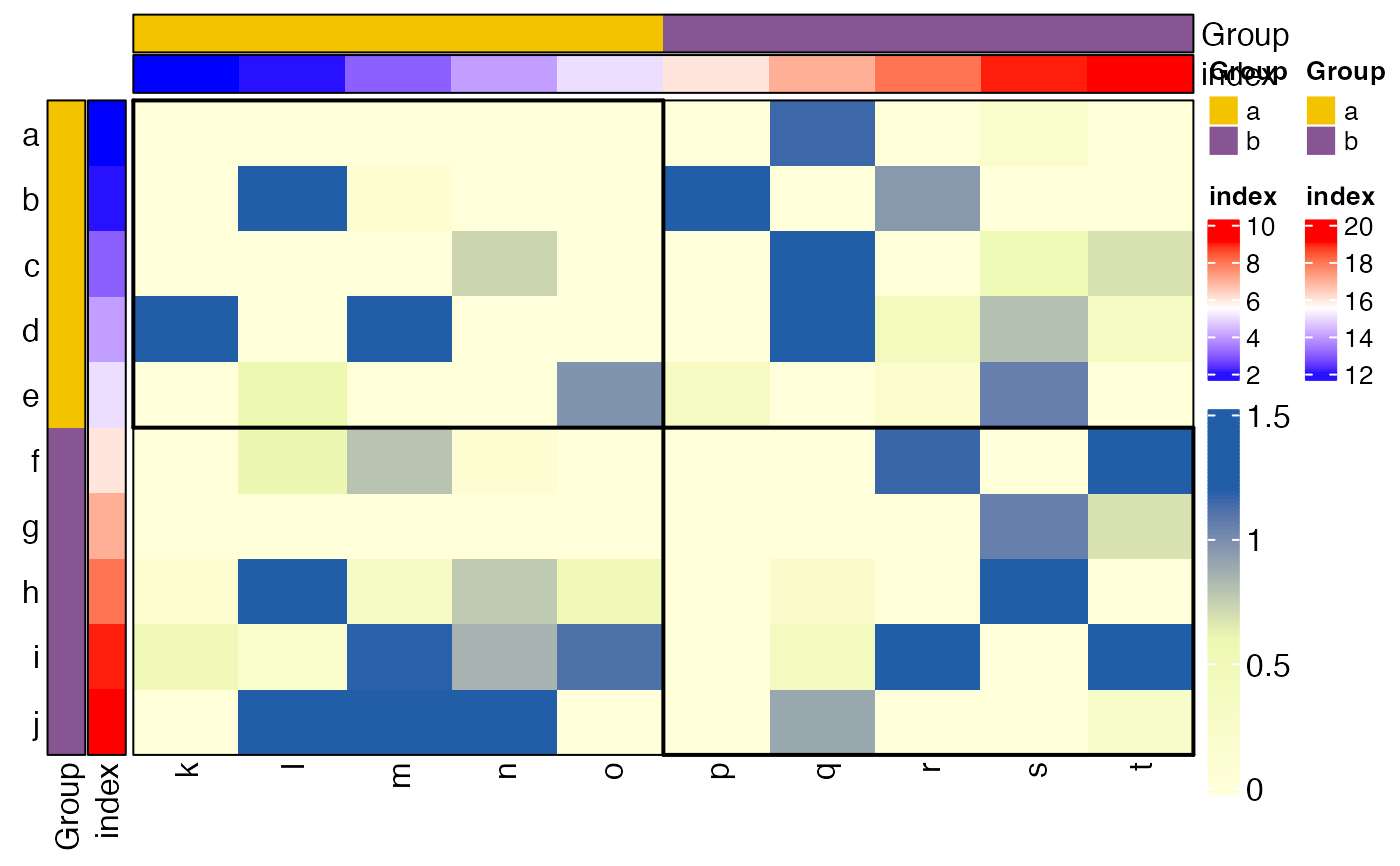 Group
index
Group Group
a a
b b
index index
10 20
8 18
6 16
4 14
2 12
1.5
1
0.5
0
a
b
c
d
e
f
g
h
i
j
Group index k l m n o p q r s t